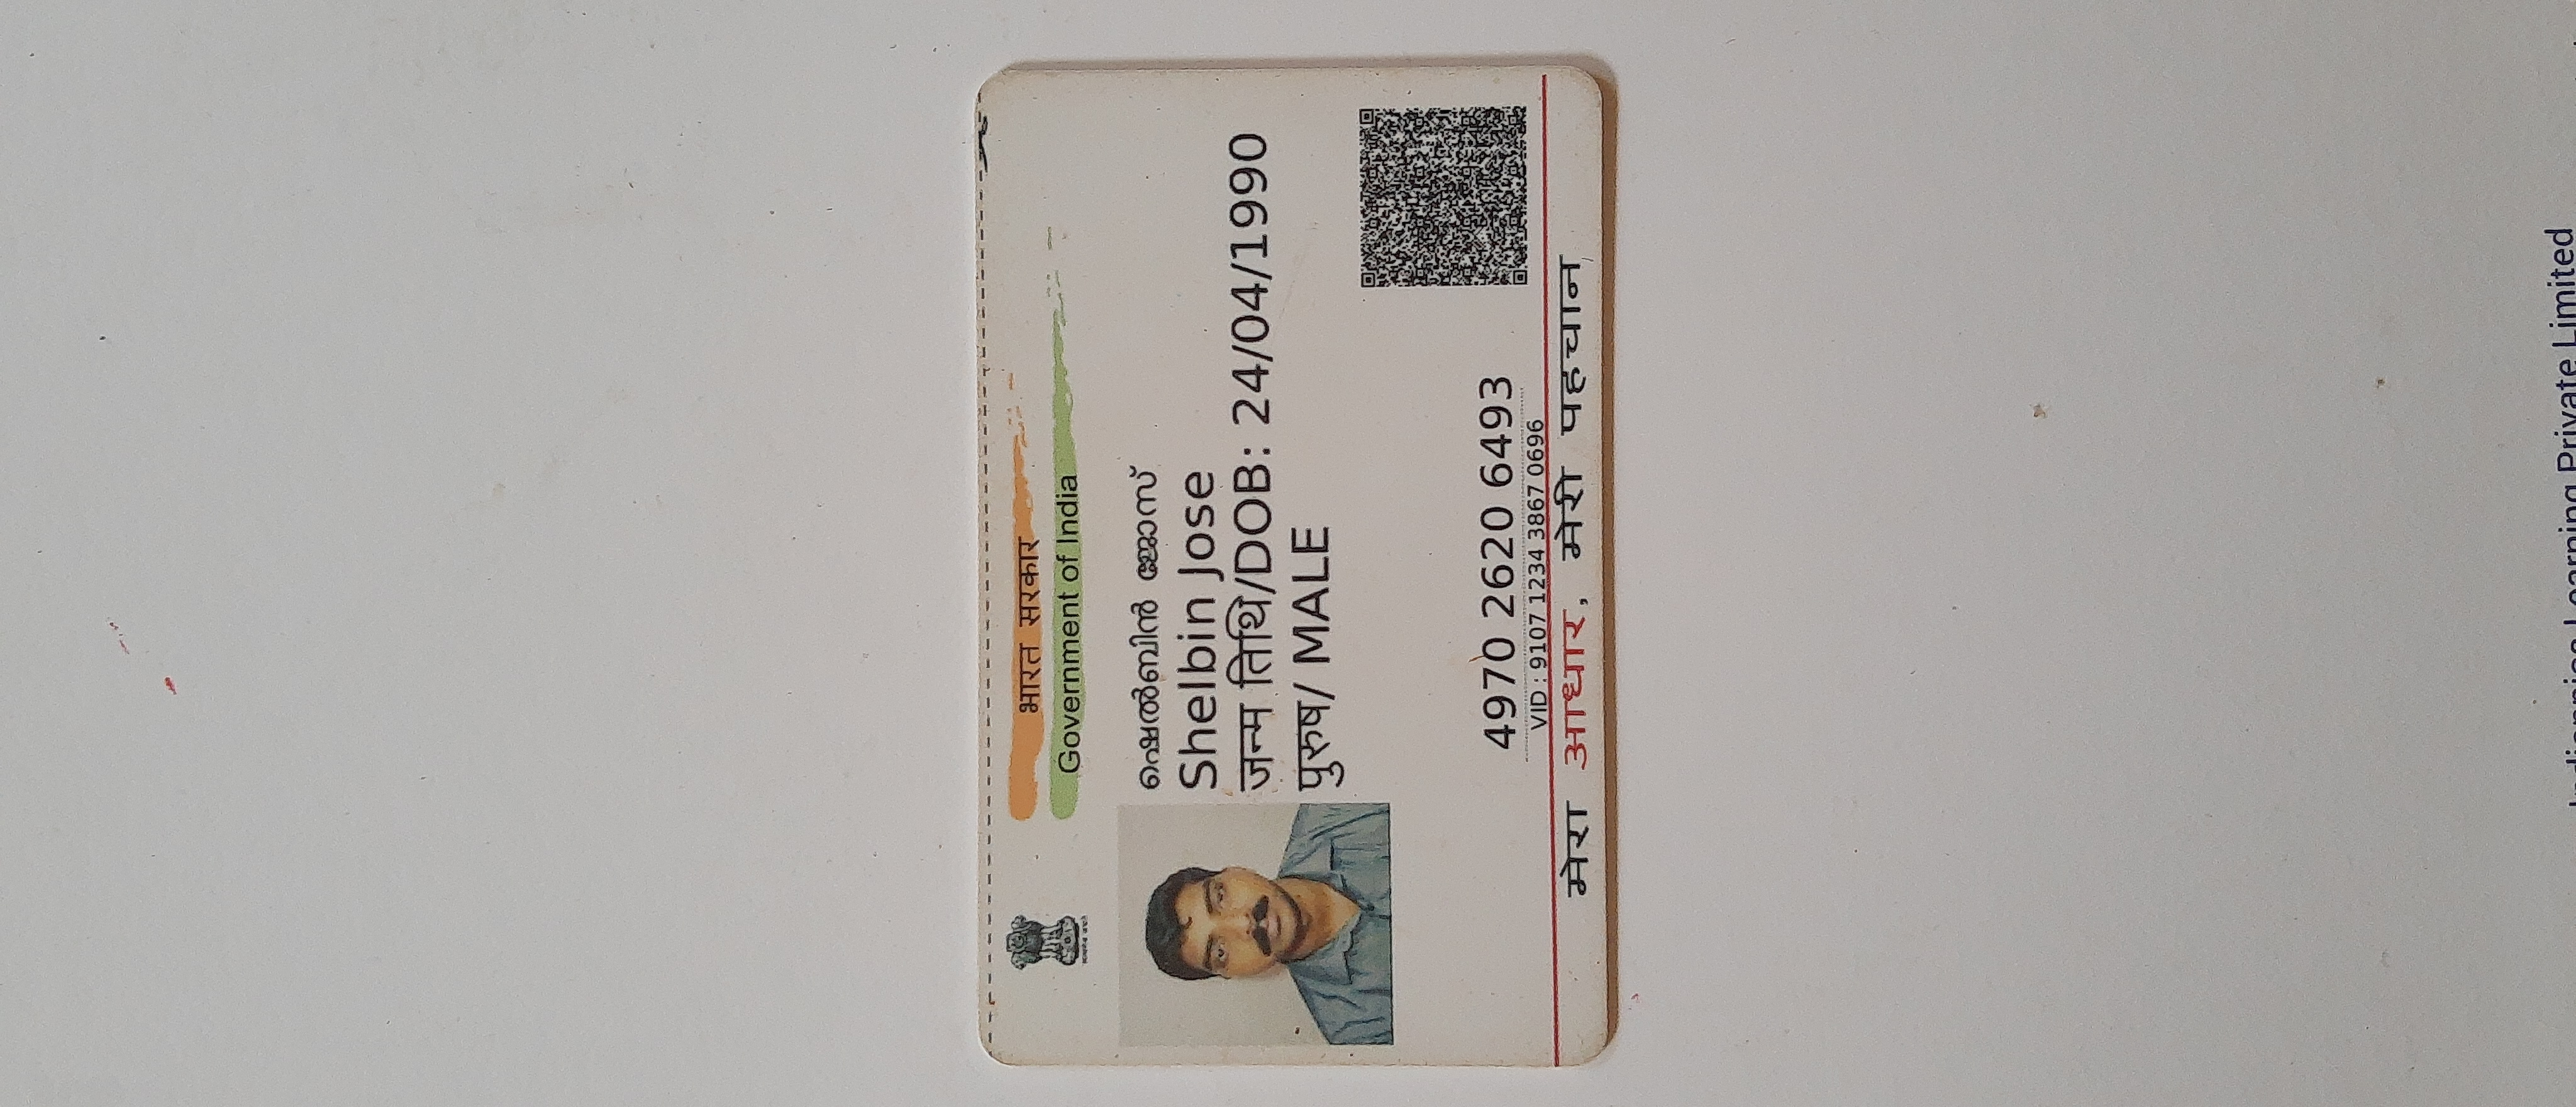 भारत सरकार
Government of India
ഷെൽബിൻ ജോസ്
Shelbin Jose
जन्म तिथि/DOB: 24/04/1990
पुरुष/ MALE
4970 2620 6493
VID : 9107 1234 3867 0696
मेरा आधार, मेरी पहचान
Learning Private Limited